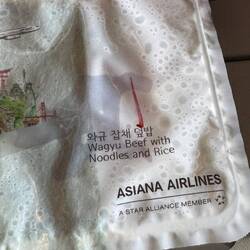 와규 잡채 덮밥
Wagyu Beef with
Noodles and Rice
ASIANA AIRLINES
A STAR ALLIANCE MEMBER